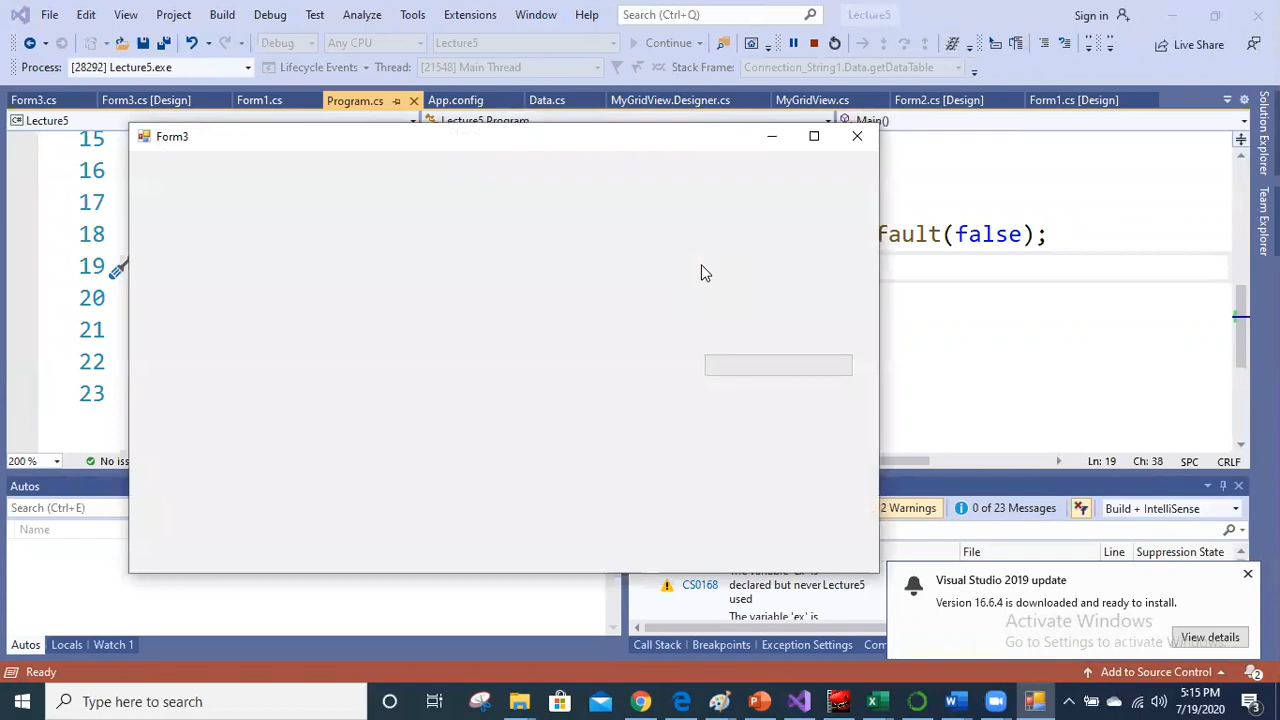 File Edit View Project Build Debug Test Analyze Tools Extensions Window Help Search (Ctrl+Q) Lecture5 Sign in
Debug Any CPU Lecture5 Continue Live Share
Process: [28292] Lecture5.exe Lifecycle Events Thread: [21548] Main Thread Stack Frame: Connection_String1.Data.getDataTable
Form3.cs Form3.cs [Design] Form1.cs Program.cs App.config Data.cs MyGridView.Designer.cs MyGridView.cs Form2.cs [Design] Form1.cs [Design]
Lecture5 Lecture5.Program Main()
Form3
15
16
17
18 fault(false);
19
20
21
22
23
Solution Explorer
Team Explorer
200 % No iss Ln: 19 Ch: 38 SPC CRLF
Autos
Search (Ctrl+E) 2 Warnings 0 of 23 Messages Build + IntelliSense
Name File Line Suppression State
CS0168 declared but never used Lecture5
The variable 'ex' is
Visual Studio 2019 update
Version 16.6.4 is downloaded and ready to install.
View details
Activate Windows
Go to Settings to activate Windows.
Autos Locals Watch 1 Call Stack Breakpoints Exception Settings
Ready Add to Source Control 2
Type here to search 5:15 PM
7/19/2020 3